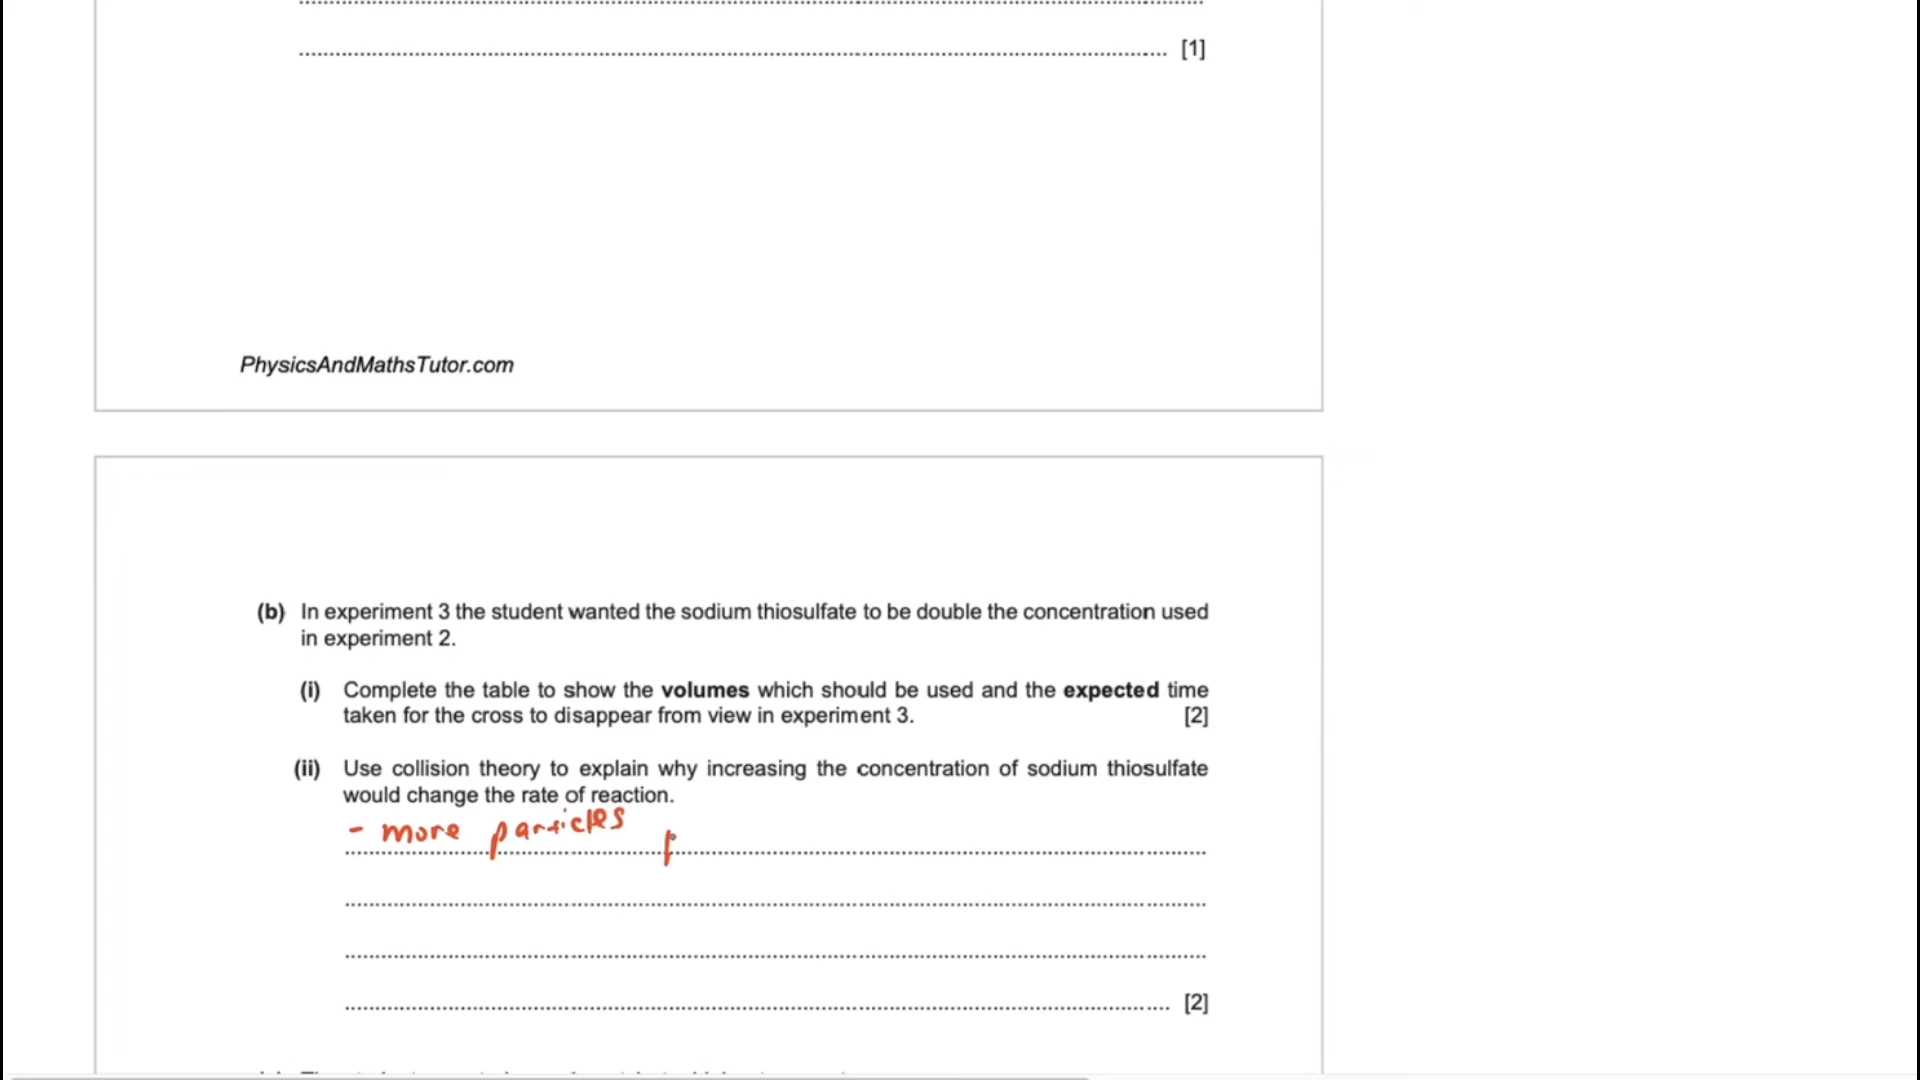 [1]
PhysicsAndMathsTutor.com
(b) In experiment 3 the student wanted the sodium thiosulfate to be double the concentration used
in experiment 2.
(i) Complete the table to show the volumes which should be used and the expected time
taken for the cross to disappear from view in experiment 3. [2]
(ii) Use collision theory to explain why increasing the concentration of sodium thiosulfate
would change the rate of reaction.
- more particles p
[2]